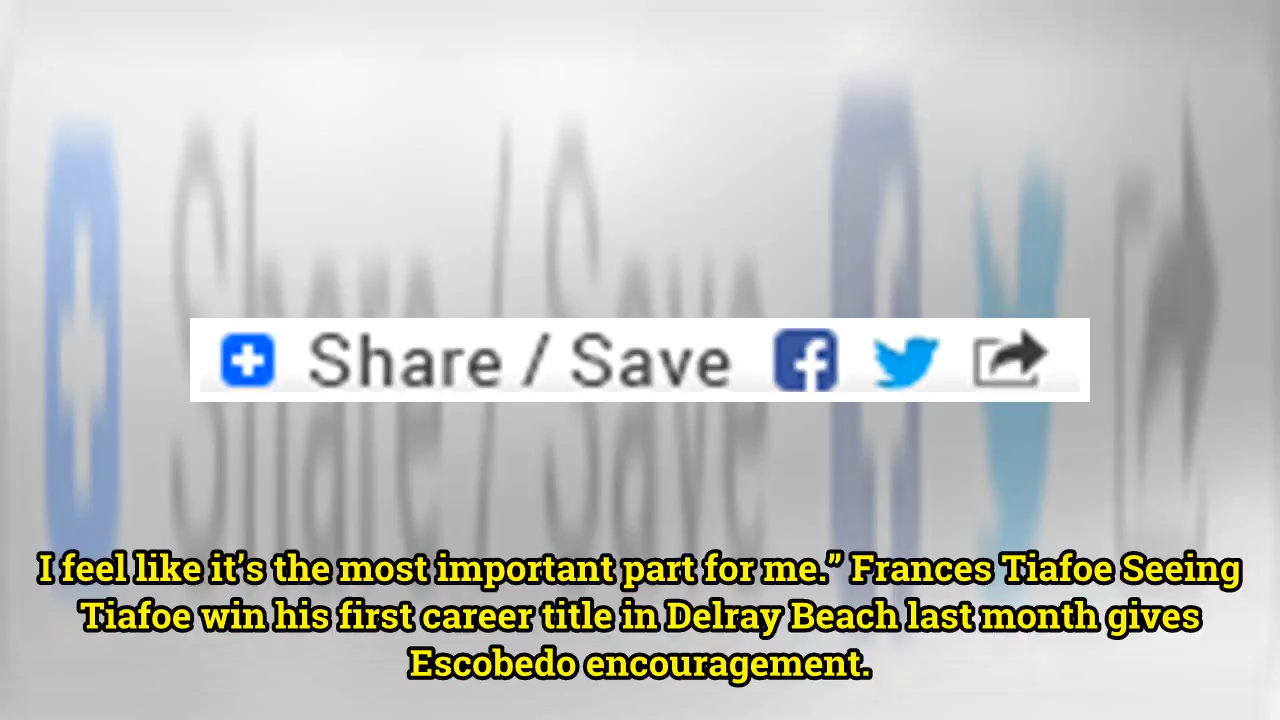 Share / Save
I feel like it’s the most important part for me.” Frances Tiafoe Seeing
Tiafoe win his first career title in Delray Beach last month gives
Escobedo encouragement.